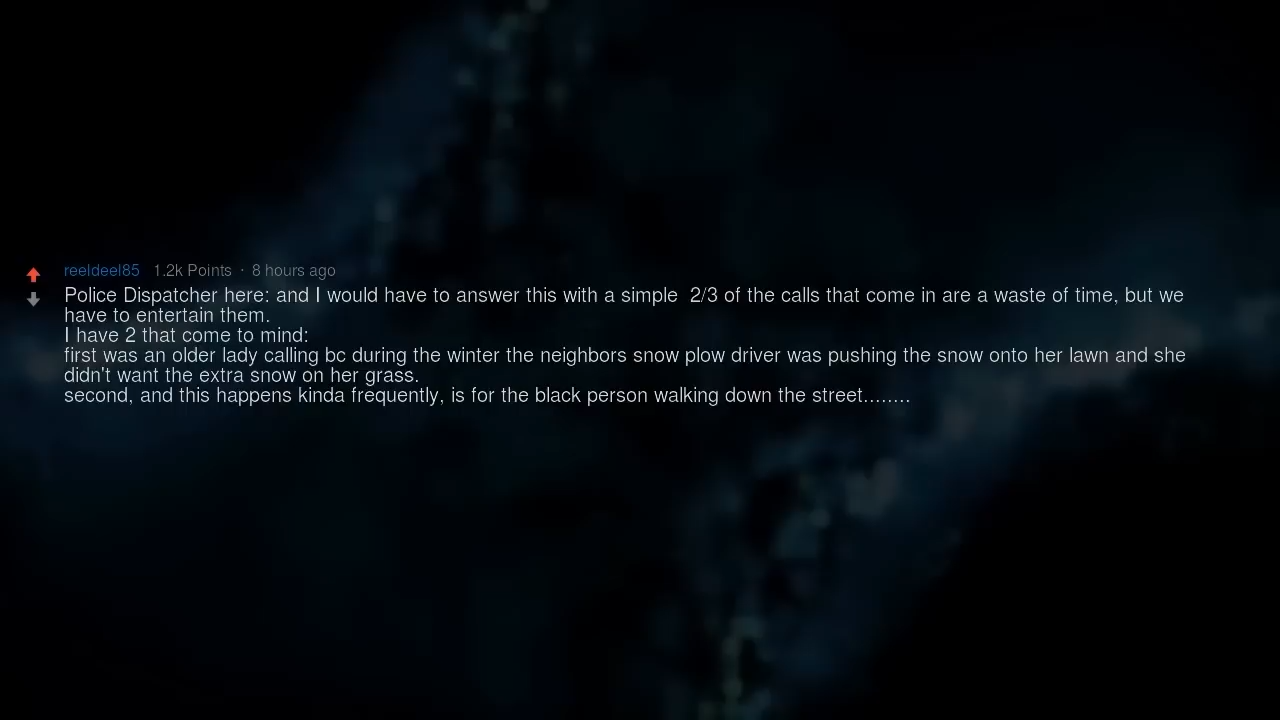 reeldeel85 1.2k Points · 8 hours ago
Police Dispatcher here: and I would have to answer this with a simple  2/3 of the calls that come in are a waste of time, but we
have to entertain them.
I have 2 that come to mind:
first was an older lady calling bc during the winter the neighbors snow plow driver was pushing the snow onto her lawn and she
didn't want the extra snow on her grass.
second, and this happens kinda frequently, is for the black person walking down the street........